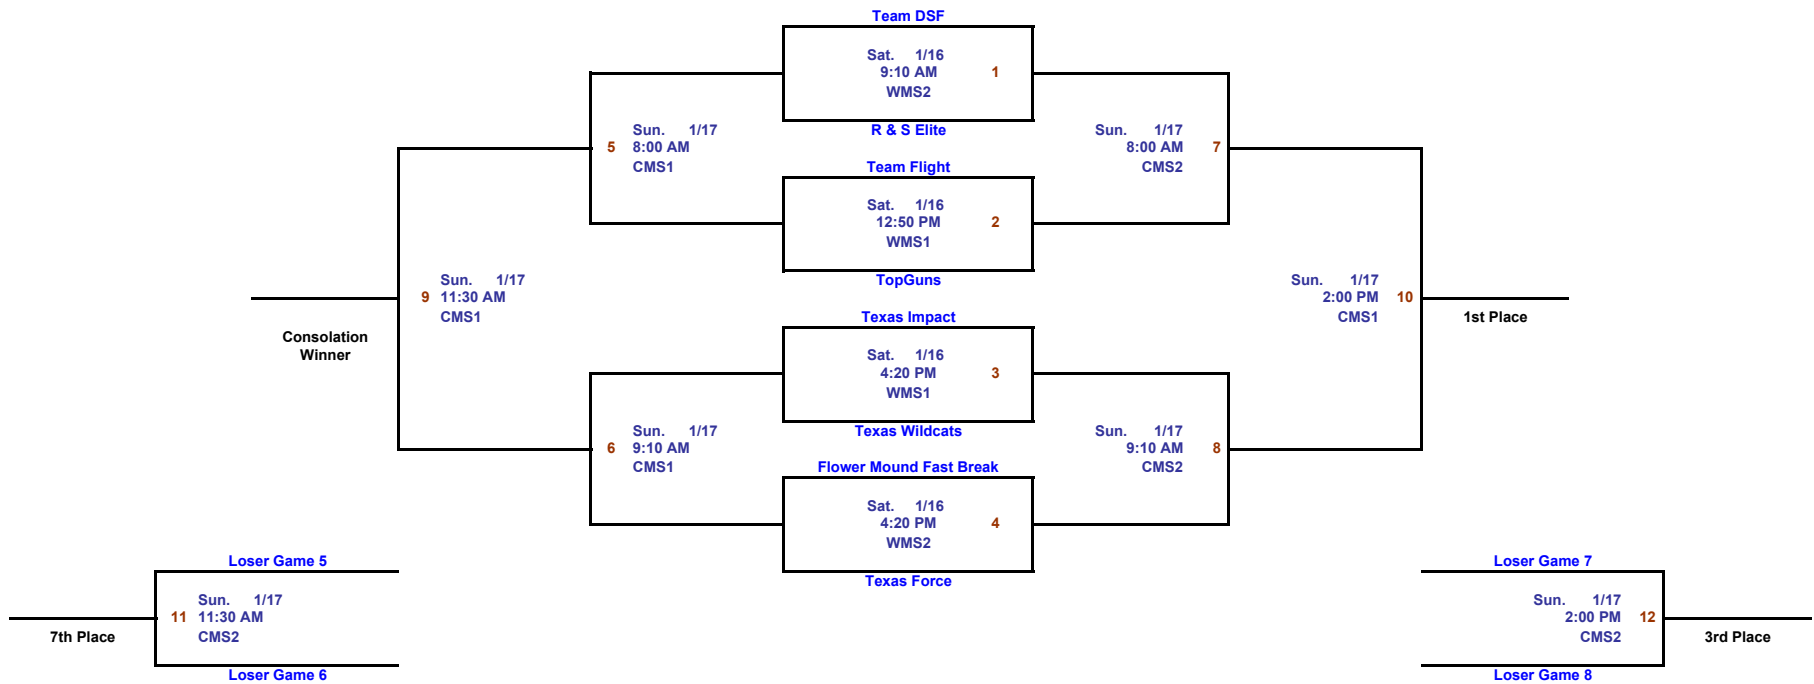 Team DSF
Sat. 1/16
9:10 AM 1
WMS2
R & S Elite
Sun. 1/17
5 8:00 AM
CMS1
Sun. 1/17
8:00 AM 7
CMS2
Team Flight
Sat. 1/16
12:50 PM 2
WMS1
TopGuns
Sun. 1/17
9 11:30 AM
CMS1
Consolation
Winner
Sun. 1/17
2:00 PM 10
CMS1
1st Place
Texas Impact
Sat. 1/16
4:20 PM 3
WMS1
Texas Wildcats
Sun. 1/17
6 9:10 AM
CMS1
Sun. 1/17
9:10 AM 8
CMS2
Flower Mound Fast Break
Sat. 1/16
4:20 PM 4
WMS2
Texas Force
Loser Game 5
Sun. 1/17
11 11:30 AM
CMS2
7th Place
Loser Game 6
Loser Game 7
Sun. 1/17
2:00 PM 12
CMS2
3rd Place
Loser Game 8